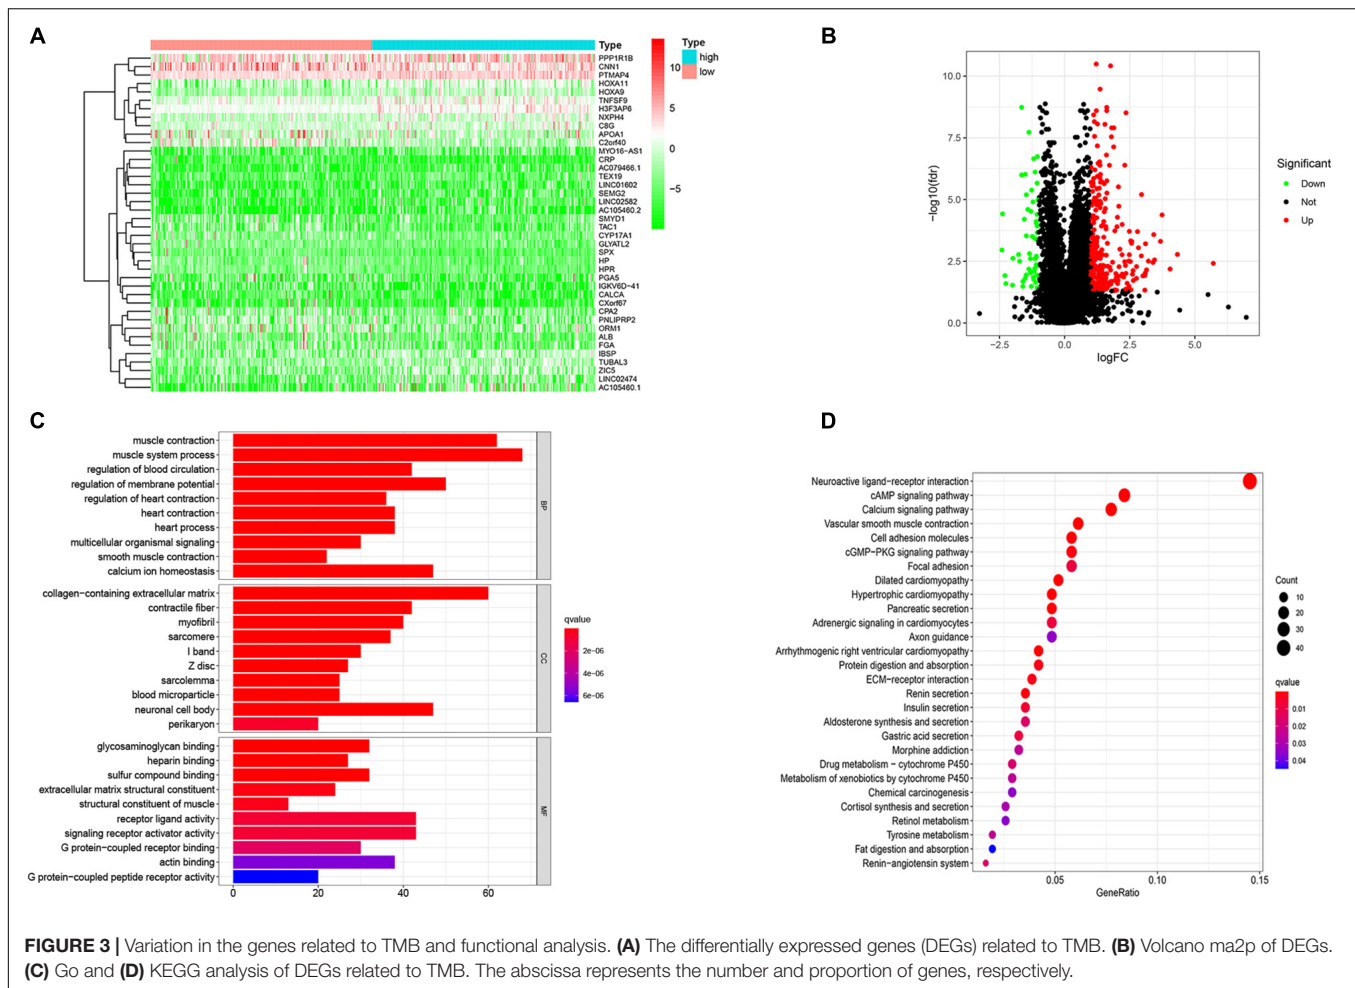 A
Type
PPP1R1B
CNN1
PTMAP4
HOXA11
HOXA9
TNFSF9
H3F3AP6
NXPH4
C8G
APOA1
C2orf40
MYO16-AS1
CRP
AC079466.1
TEX19
LINC01602
SEMG2
LINC02582
AC105460.2
SMYD1
TAC1
CYP17A1
GLYATL2
SPX
HP
HPR
PGA5
IGKV6D-41
CALCA
CXorf67
CPA2
PNLIPRP2
ORM1
ALB
FGA
IBSP
TUBAL3
ZIC5
LINC02474
AC105460.1
10
5
0
-5
Type
high
low
B
10.0
7.5
5.0
2.5
0.0
-log10(fdr)
-2.5 0.0 2.5 5.0
logFC
Significant
Down
Not
Up
C
muscle contraction
muscle system process
regulation of blood circulation
regulation of membrane potential
regulation of heart contraction
heart contraction
heart process
multicellular organismal signaling
smooth muscle contraction
calcium ion homeostasis
BP
collagen-containing extracellular matrix
contractile fiber
myofibril
sarcomere
I band
Z disc
sarcolemma
blood microparticle
neuronal cell body
perikaryon
CC
glycosaminoglycan binding
heparin binding
sulfur compound binding
extracellular matrix structural constituent
structural constituent of muscle
receptor ligand activity
signaling receptor activator activity
G protein-coupled receptor binding
actin binding
G protein-coupled peptide receptor activity
MF
0 20 40 60
qvalue
2e-06
4e-06
6e-06
D
Neuroactive ligand-receptor interaction
cAMP signaling pathway
Calcium signaling pathway
Vascular smooth muscle contraction
Cell adhesion molecules
cGMP-PKG signaling pathway
Focal adhesion
Dilated cardiomyopathy
Hypertrophic cardiomyopathy
Pancreatic secretion
Adrenergic signaling in cardiomyocytes
Axon guidance
Arrhythmogenic right ventricular cardiomyopathy
Protein digestion and absorption
ECM-receptor interaction
Renin secretion
Insulin secretion
Aldosterone synthesis and secretion
Gastric acid secretion
Morphine addiction
Drug metabolism - cytochrome P450
Metabolism of xenobiotics by cytochrome P450
Chemical carcinogenesis
Cortisol synthesis and secretion
Retinol metabolism
Tyrosine metabolism
Fat digestion and absorption
Renin-angiotensin system
0.05 0.10 0.15
GeneRatio
Count
10
20
30
40
qvalue
0.01
0.02
0.03
0.04
FIGURE 3 | Variation in the genes related to TMB and functional analysis. (A) The differentially expressed genes (DEGs) related to TMB. (B) Volcano ma2p of DEGs.
(C) Go and (D) KEGG analysis of DEGs related to TMB. The abscissa represents the number and proportion of genes, respectively.